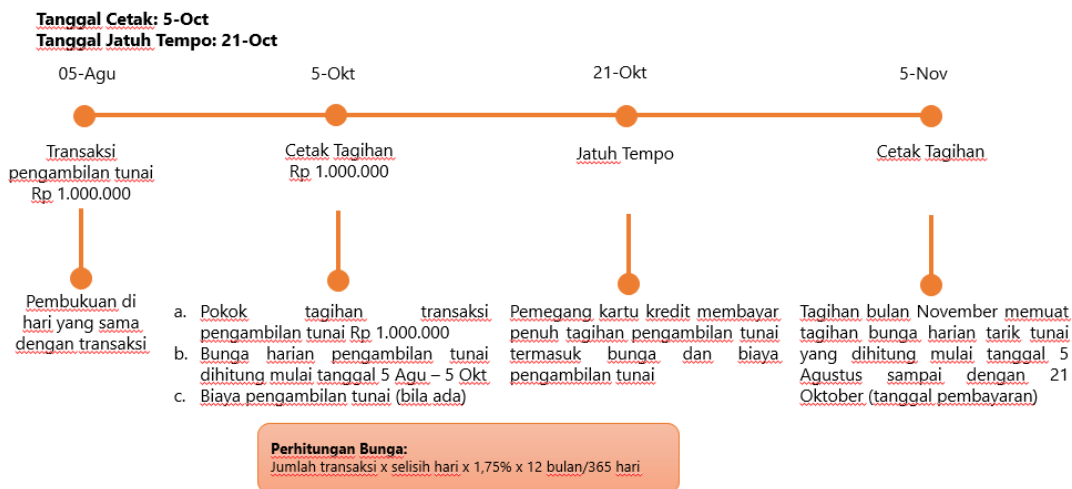 Tanggal Cetak: 5-Oct
Tanggal Jatuh Tempo: 21-Oct
05-Agu
5-Okt
21-Okt
5-Nov
Transaksi
pengambilan tunai
Rp 1.000.000
Cetak Tagihan
Rp 1.000.000
Jatuh Tempo
Cetak Tagihan
Pembukuan di
hari yang sama
dengan transaksi
a. Pokok tagihan transaksi
pengambilan tunai Rp 1.000.000
b. Bunga harian pengambilan tunai
dihitung mulai tanggal 5 Agu – 5 Okt
c. Biaya pengambilan tunai (bila ada)
Pemegang kartu kredit membayar
penuh tagihan pengambilan tunai
termasuk bunga dan biaya
pengambilan tunai
Tagihan bulan November memuat
tagihan bunga harian tarik tunai
yang dihitung mulai tanggal 5
Agustus sampai dengan 21
Oktober (tanggal pembayaran)
Perhitungan Bunga:
Jumlah transaksi x selisih hari x 1,75% x 12 bulan/365 hari